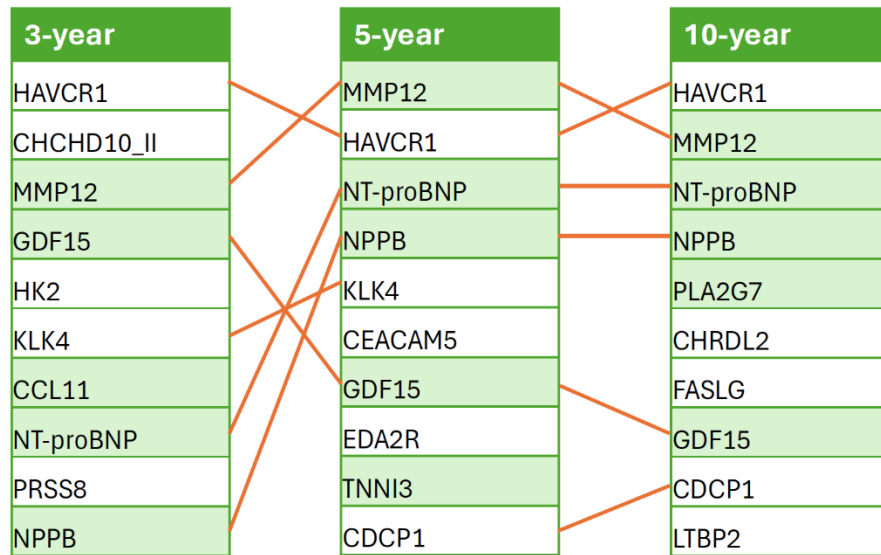 3-year
HAVCR1
CHCHD10_II
MMP12
GDF15
HK2
KLK4
CCL11
NT-proBNP
PRSS8
NPPB
5-year
MMP12
HAVCR1
NT-proBNP
NPPB
KLK4
CEACAM5
GDF15
EDA2R
TNNI3
CDCP1
10-year
HAVCR1
MMP12
NT-proBNP
NPPB
PLA2G7
CHRDL2
FASLG
GDF15
CDCP1
LTBP2